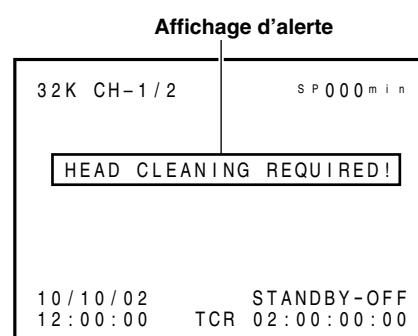 Affichage d'alerte
32K CH–1/2 SP000min
HEAD CLEANING REQUIRED!
10/10/02 STANDBY–OFF
12:00:00 TCR 02:00:00:00